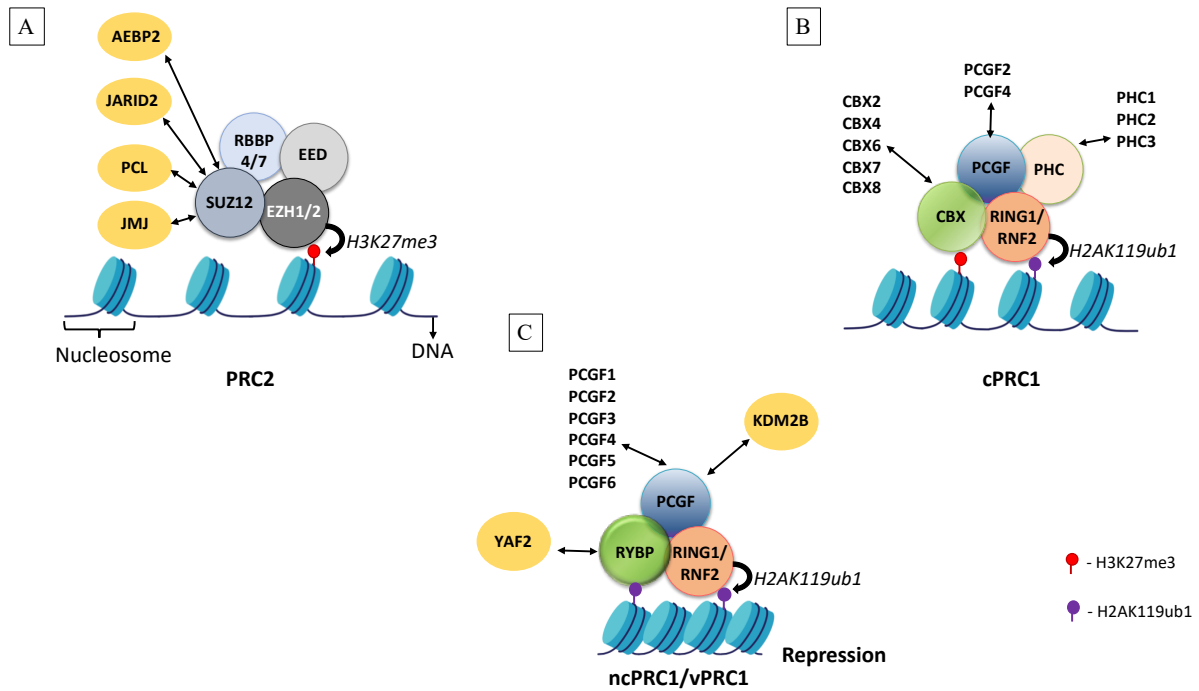 A
AEBP2
JARID2
PCL
JMJ
RBBP
4/7
EED
SUZ12
EZH1/2
H3K27me3
Nucleosome
DNA
PRC2
B
CBX2
CBX4
CBX6
CBX7
CBX8
PCGF2
PCGF4
PHC1
PHC2
PHC3
PCGF
PHC
CBX
RING1/
RNF2
H2AK119ub1
cPRC1
C
PCGF1
PCGF2
PCGF3
PCGF4
PCGF5
PCGF6
KDM2B
PCGF
YAF2
RYBP
RING1/
RNF2
H2AK119ub1
Repression
ncPRC1/vPRC1
- H3K27me3
- H2AK119ub1